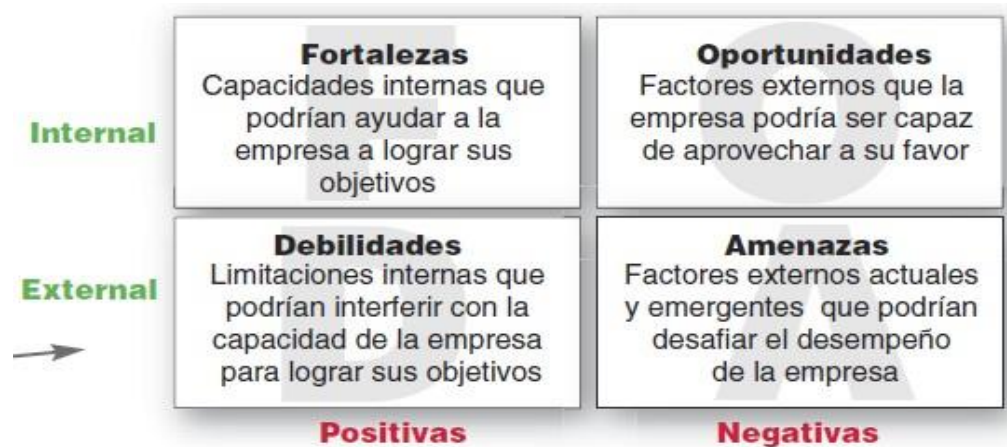 Internal
Fortalezas
Capacidades internas que
podrían ayudar a la
empresa a lograr sus
objetivos
Oportunidades
Factores externos que la
empresa podría ser capaz
de aprovechar a su favor
External
Debilidades
Limitaciones internas que
podrían interferir con la
capacidad de la empresa
para lograr sus objetivos
Amenazas
Factores externos actuales
y emergentes que podrían
desafiar el desempeño
de la empresa
Positivas
Negativas
F
O
D
A